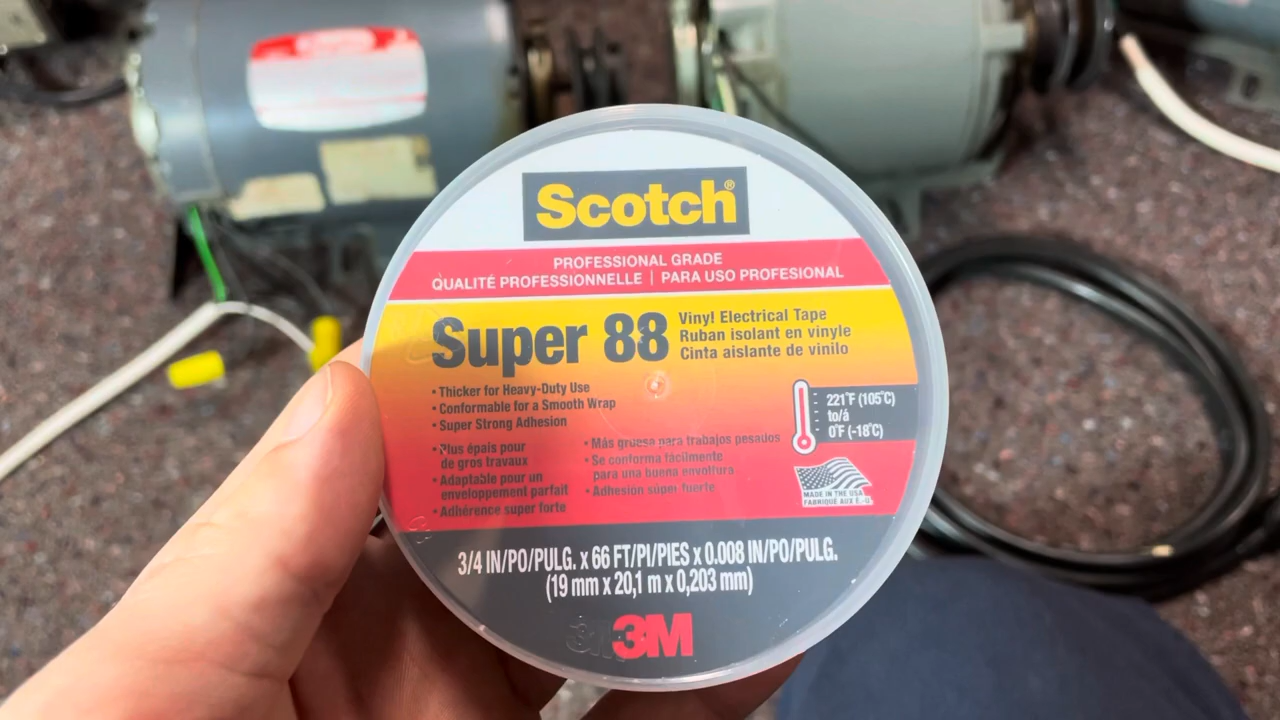 Scotch®
PROFESSIONAL GRADE
QUALITÉ PROFESSIONNELLE | PARA USO PROFESIONAL
Super 88
Vinyl Electrical Tape
Ruban isolant en vinyle
Cinta aislante de vinilo
• Thicker for Heavy-Duty Use
• Conformable for a Smooth Wrap
• Super Strong Adhesion
• Plus épais pour
de gros travaux
• Adaptable pour un
enveloppement parfait
• Adhérence super forte
• Más grueso para trabajos pesados
• Se conforma fácilmente
para una buena envoltura
• Adhesión súper fuerte
221°F (105°C)
to/á
0°F (-18°C)
MADE IN THE USA
FABRIQUÉ AUX É.-U.
3/4 IN/PO/PULG. x 66 FT/PI/PIES x 0.008 IN/PO/PULG.
(19 mm x 20,1 m x 0,203 mm)
3M